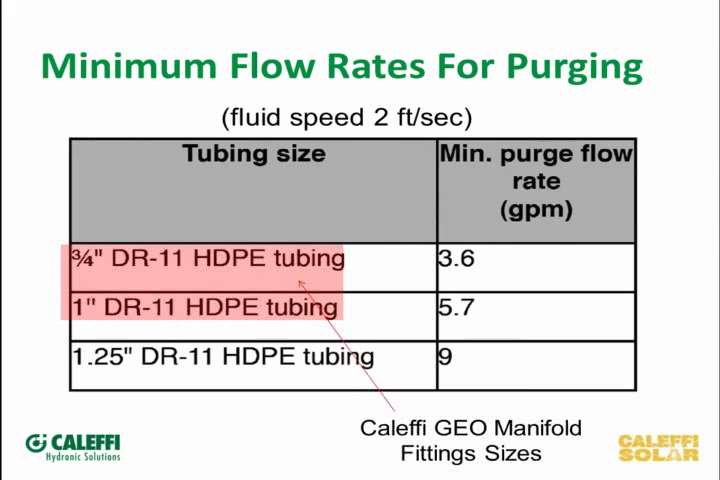 Minimum Flow Rates For Purging
(fluid speed 2 ft/sec)
Tubing size
Min. purge flow
rate
(gpm)
¾" DR-11 HDPE tubing
3.6
1" DR-11 HDPE tubing
5.7
1.25" DR-11 HDPE tubing
9
Caleffi GEO Manifold
Fittings Sizes
CALEFFI
Hydronic Solutions
CALEFFI
SOLAR